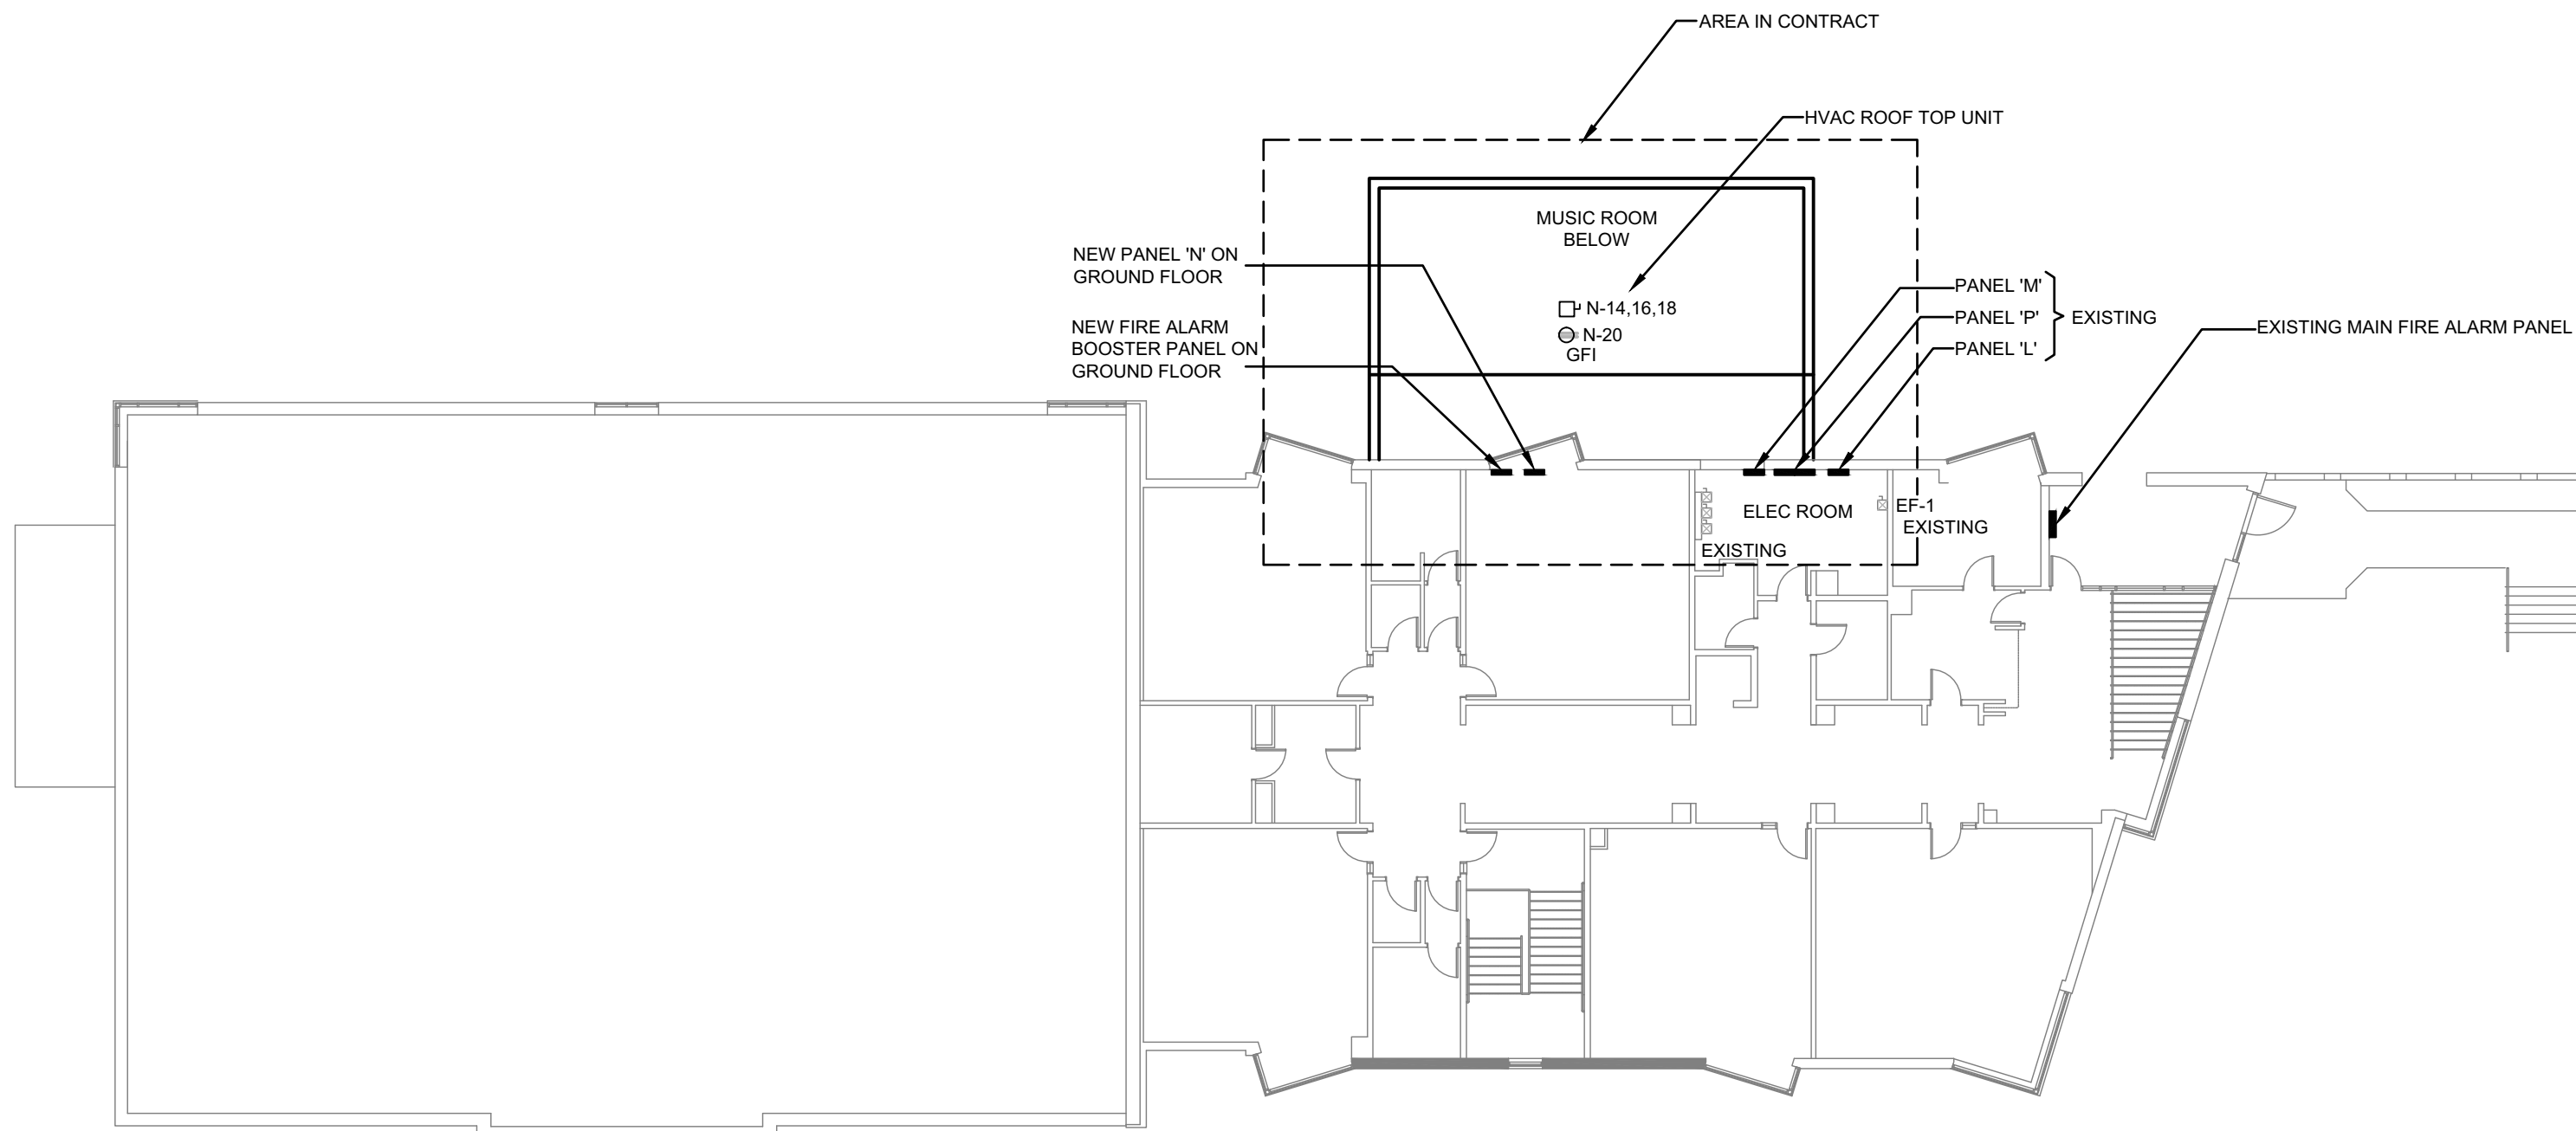 AREA IN CONTRACT
HVAC ROOF TOP UNIT
MUSIC ROOM
BELOW
NEW PANEL 'N' ON
GROUND FLOOR
NEW FIRE ALARM
BOOSTER PANEL ON
GROUND FLOOR
N-14,16,18
N-20
GFI
PANEL 'M'
PANEL 'P'
PANEL 'L'
EXISTING
EXISTING MAIN FIRE ALARM PANEL
ELEC ROOM
EXISTING
EF-1
EXISTING